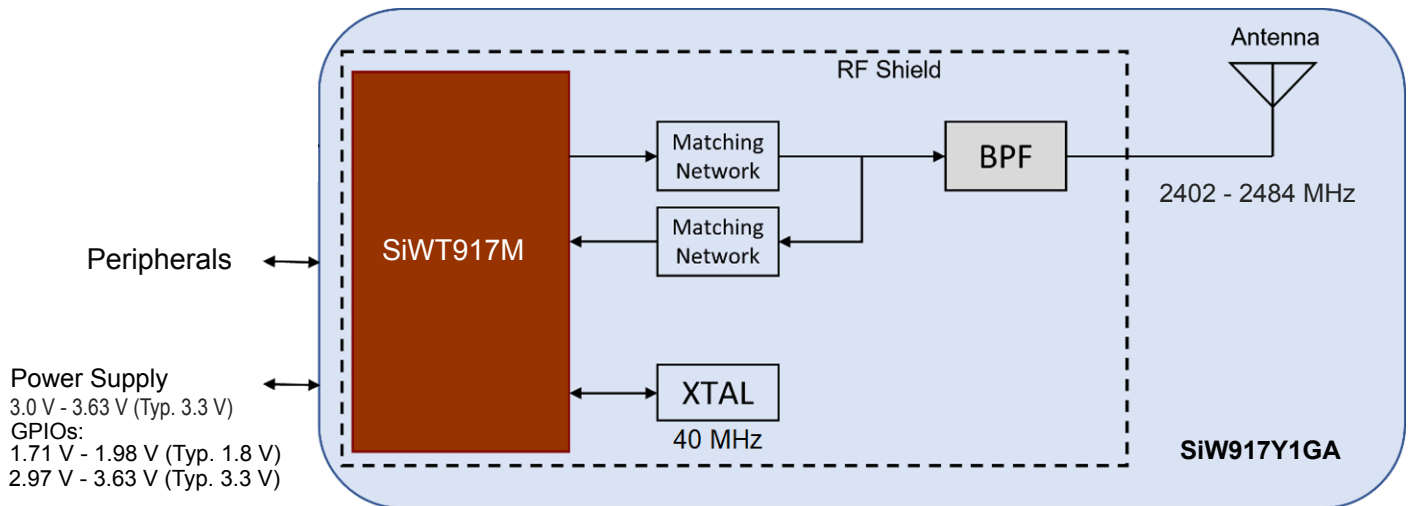 Antenna
RF Shield
Matching
Network
BPF
2402 - 2484 MHz
Matching
Network
SiWT917M
Peripherals
Power Supply
3.0 V - 3.63 V (Typ. 3.3 V)
GPIOs:
1.71 V - 1.98 V (Typ. 1.8 V)
2.97 V - 3.63 V (Typ. 3.3 V)
XTAL
40 MHz
SiW917Y1GA